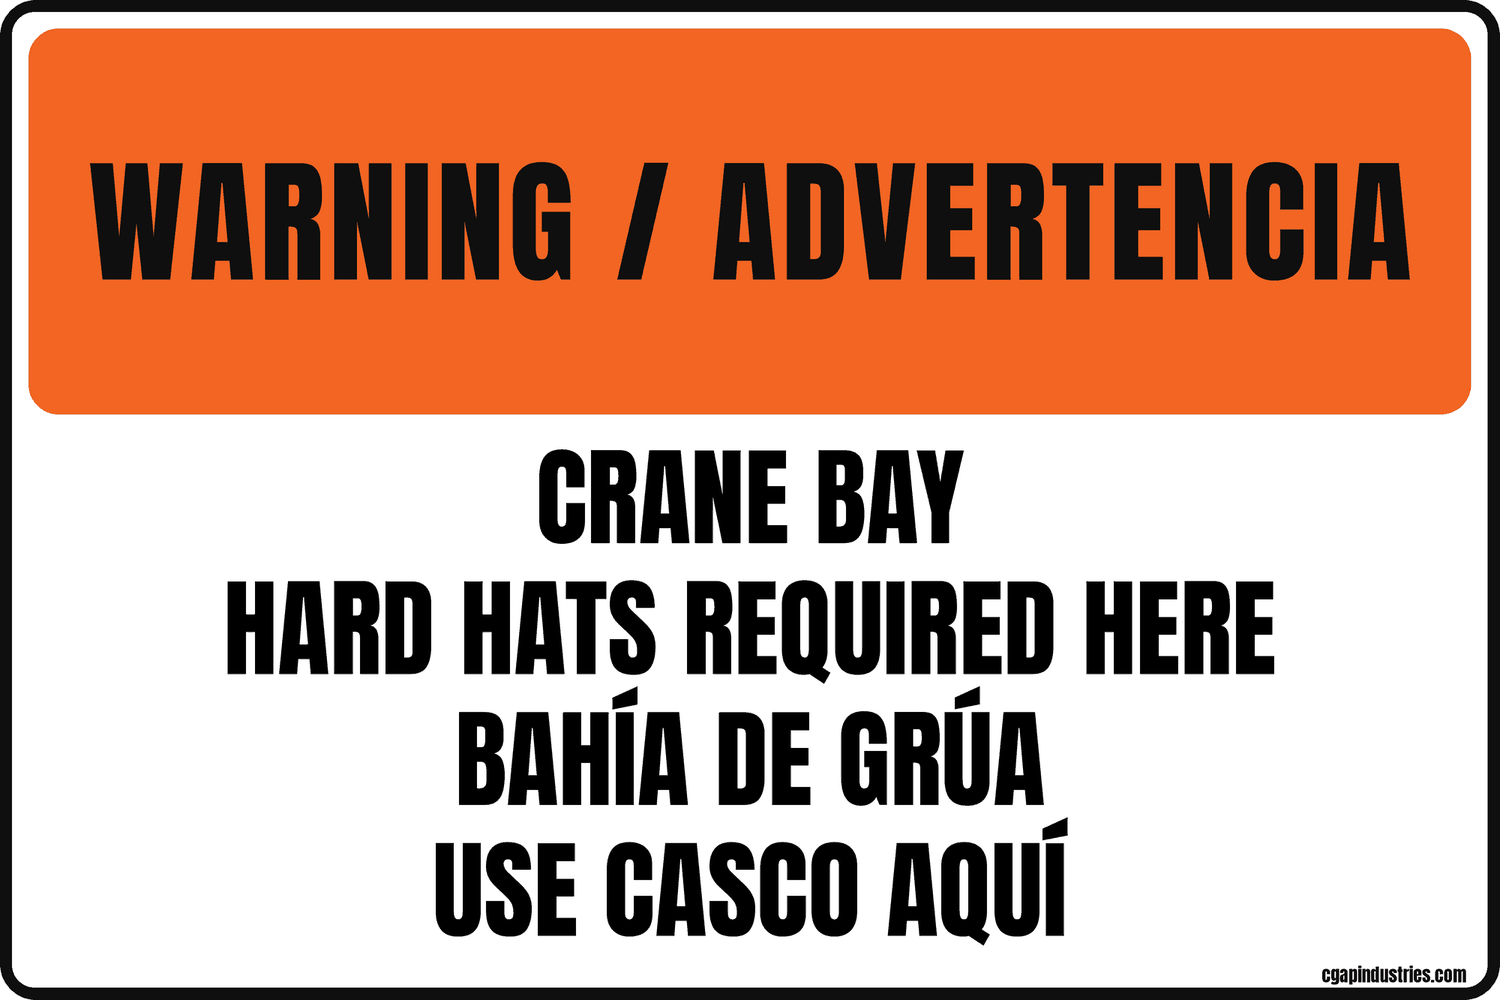 WARNING / ADVERTENCIA
CRANE BAY
HARD HATS REQUIRED HERE
BAHÍA DE GRÚA
USE CASCO AQUÍ
cgapindustries.com